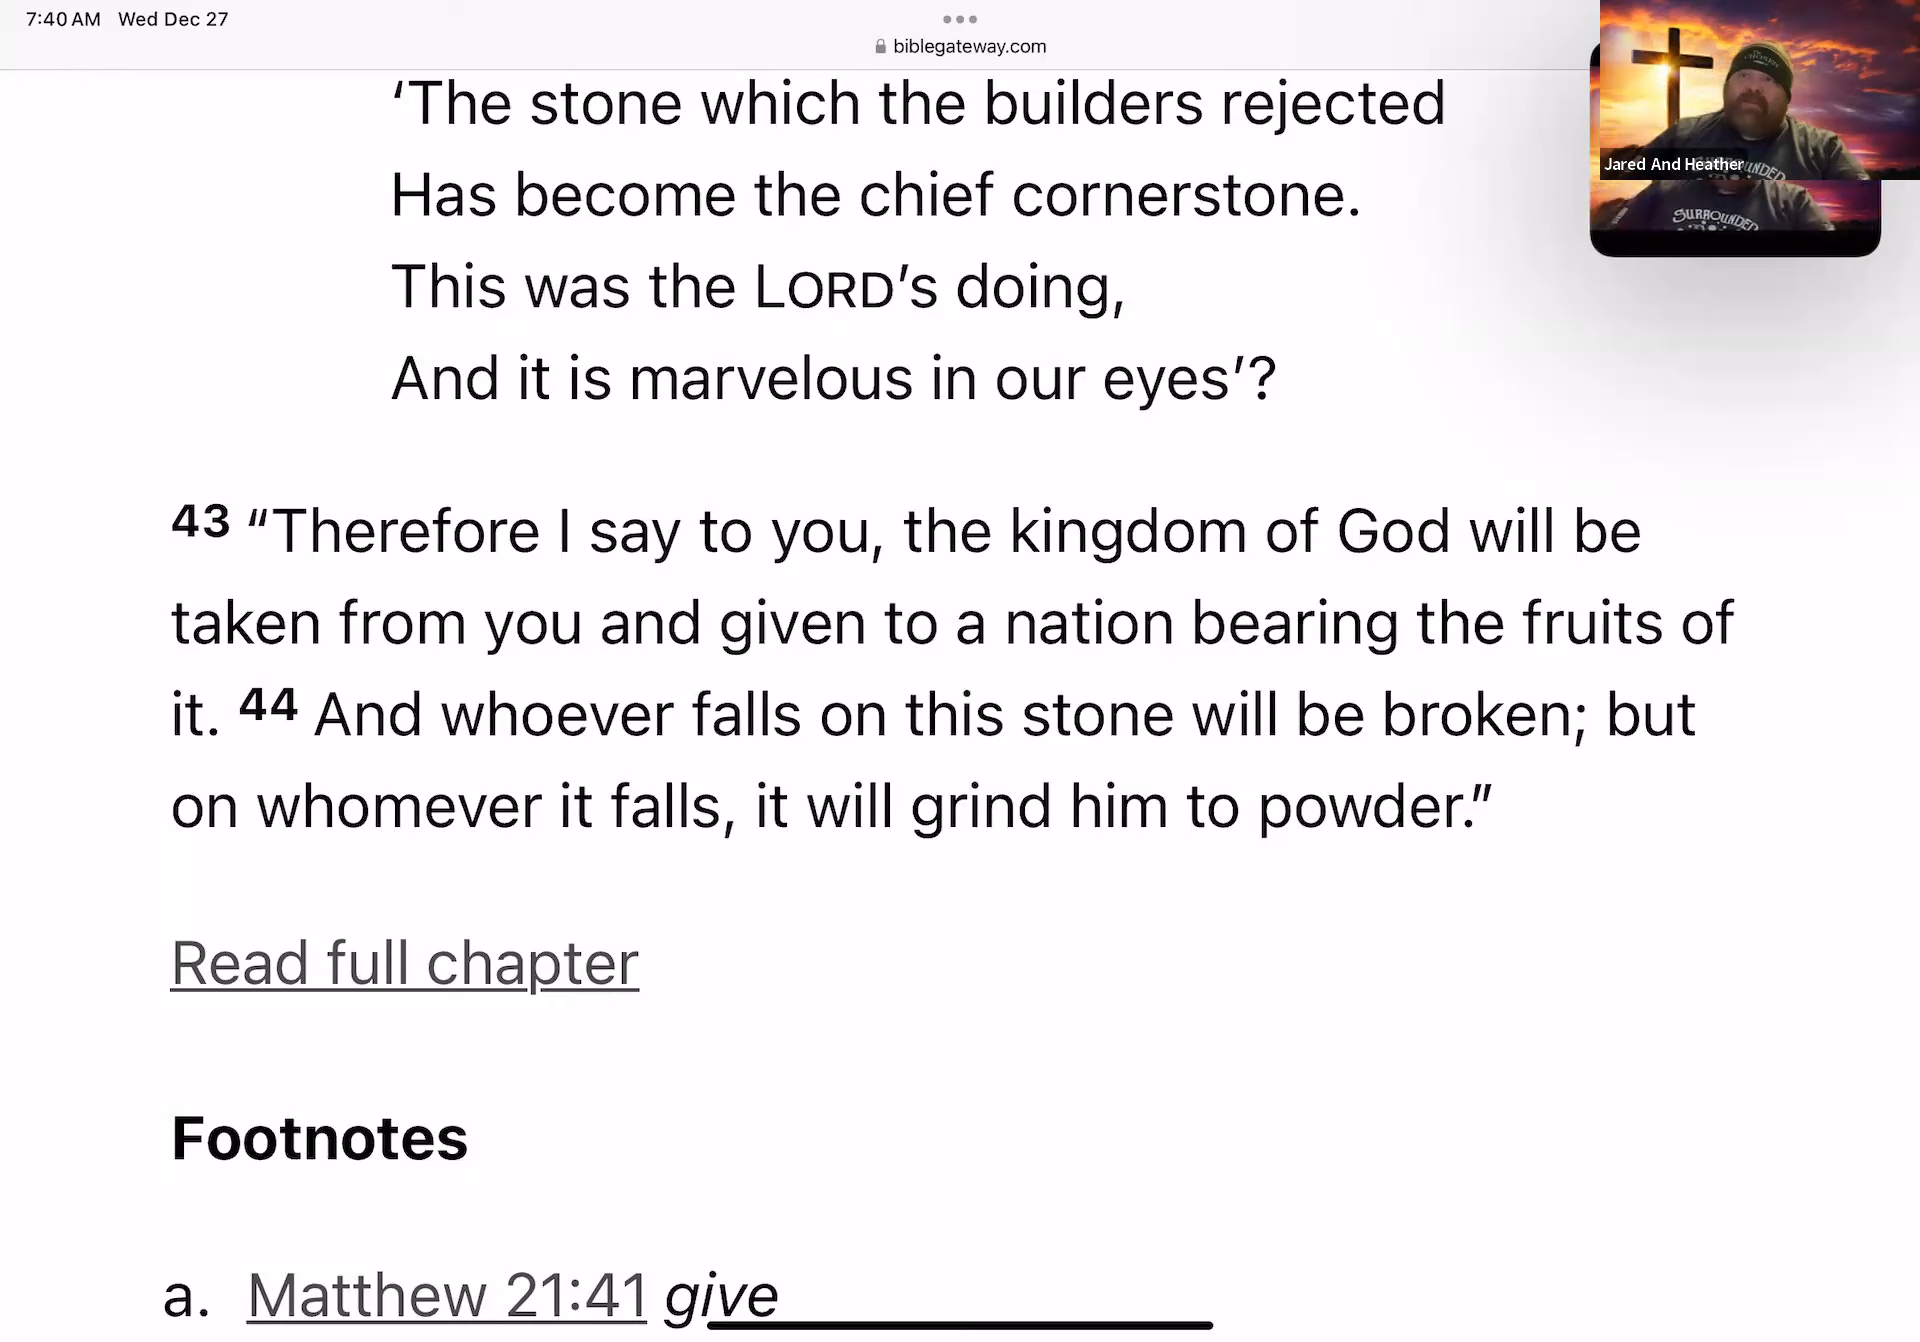 7:40 AM Wed Dec 27
biblegateway.com
‘The stone which the builders rejected
Has become the chief cornerstone.
This was the LORD’s doing,
And it is marvelous in our eyes’?
43 “Therefore I say to you, the kingdom of God will be
taken from you and given to a nation bearing the fruits of
it. 44 And whoever falls on this stone will be broken; but
on whomever it falls, it will grind him to powder.”
Read full chapter
Footnotes
a. Matthew 21:41 give
Jared And Heather
SURROUNDED